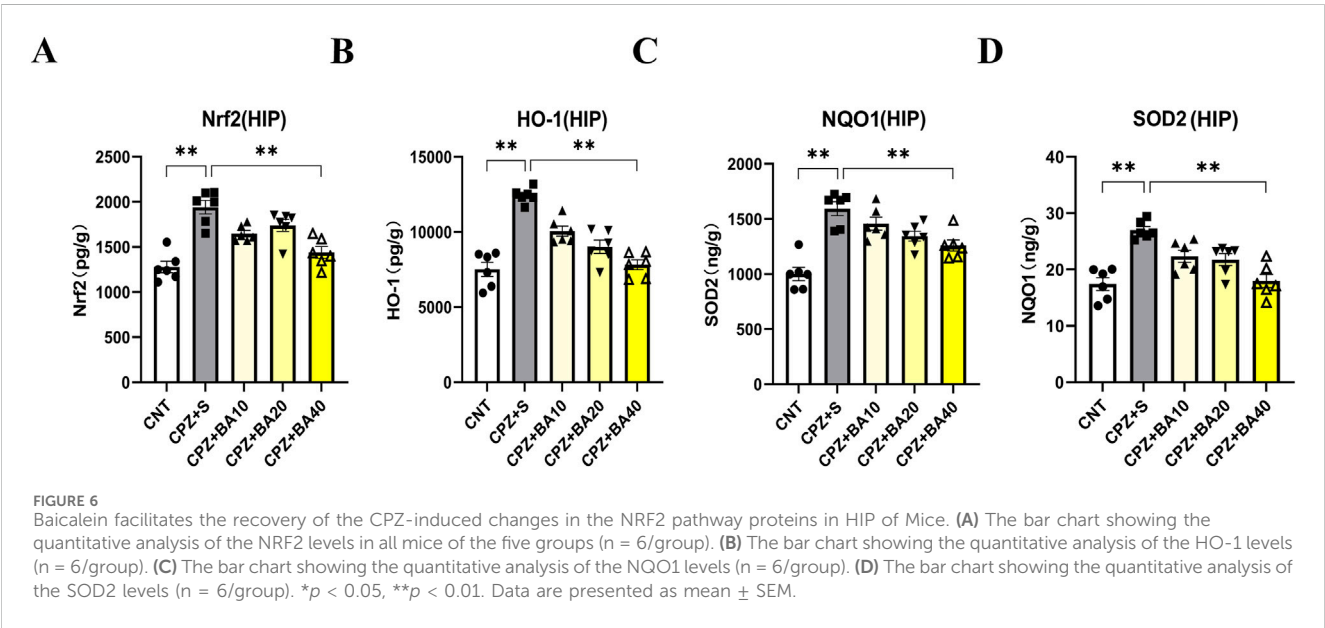 A B C D
Nrf2(HIP) HO-1(HIP) NQO1(HIP) SOD2 (HIP)
** ** ** ** ** ** ** **
Nrf2(pg/g)
2500
2000
1500
1000
500
0
CNT
CPZ+S
CPZ+BA10
CPZ+BA20
CPZ+BA40
HO-1(pg/g)
15000
10000
5000
0
CNT
CPZ+S
CPZ+BA10
CPZ+BA20
CPZ+BA40
SOD2(ng/g)
2000
1500
1000
500
0
CNT
CPZ+S
CPZ+BA10
CPZ+BA20
CPZ+BA40
NQO1(ng/g)
40
30
20
10
0
CNT
CPZ+S
CPZ+BA10
CPZ+BA20
CPZ+BA40
FIGURE 6
Baicalein facilitates the recovery of the CPZ-induced changes in the NRF2 pathway proteins in HIP of Mice. (A) The bar chart showing the
quantitative analysis of the NRF2 levels in all mice of the five groups (n = 6/group). (B) The bar chart showing the quantitative analysis of the HO-1 levels
(n = 6/group). (C) The bar chart showing the quantitative analysis of the NQO1 levels (n = 6/group). (D) The bar chart showing the quantitative analysis of
the SOD2 levels (n = 6/group). *p < 0.05, **p < 0.01. Data are presented as mean ± SEM.